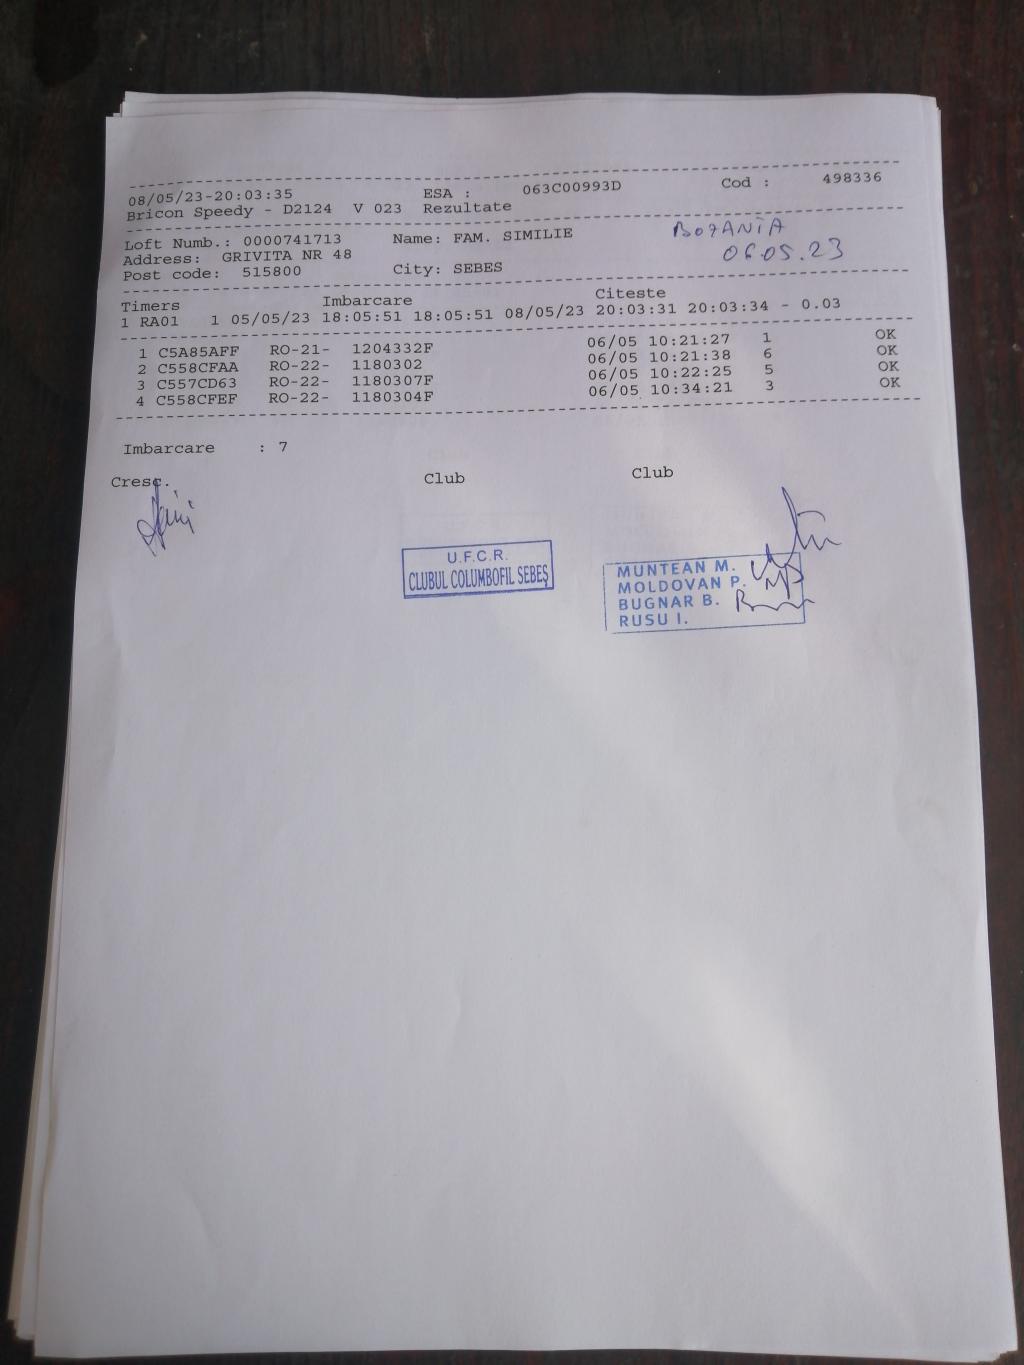 08/05/23-20:03:35 ESA : 063C00993D Cod : 498336
Bricon Speedy - D2124 V 023 Rezultate
Loft Numb.: 0000741713 Name: FAM. SIMILIE
Address: GRIVITA NR 48
Post code: 515800 City: SEBES
06.05.23
Timers Imbarcare Citeste
1 RA01 1 05/05/23 18:05:51 18:05:51 08/05/23 20:03:31 20:03:34 - 0.03
1 C5A85AFF RO-21- 1204332F 06/05 10:21:27 1 OK
2 C558CFAA RO-22- 1180302 06/05 10:21:38 6 OK
3 C557CD63 RO-22- 1180307F 06/05 10:22:25 5 OK
4 C558CFEF RO-22- 1180304F 06/05 10:34:21 3 OK
Imbarcare : 7
Cresc. Club Club
U.F.C.R.
CLUBUL COLUMBOFIL SEBEȘ
MUNTEAN M.
MOLDOVAN P.
BUGNAR B.
RUSU I.